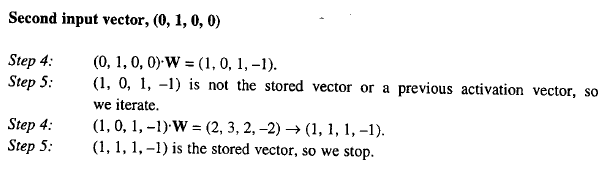 Second input vector, (0, 1, 0, 0)
Step 4: (0, 1, 0, 0)·W = (1, 0, 1, −1).
Step 5: (1, 0, 1, −1) is not the stored vector or a previous activation vector, so
we iterate.
Step 4: (1, 0, 1, −1)·W = (2, 3, 2, −2) → (1, 1, 1, −1).
Step 5: (1, 1, 1, −1) is the stored vector, so we stop.